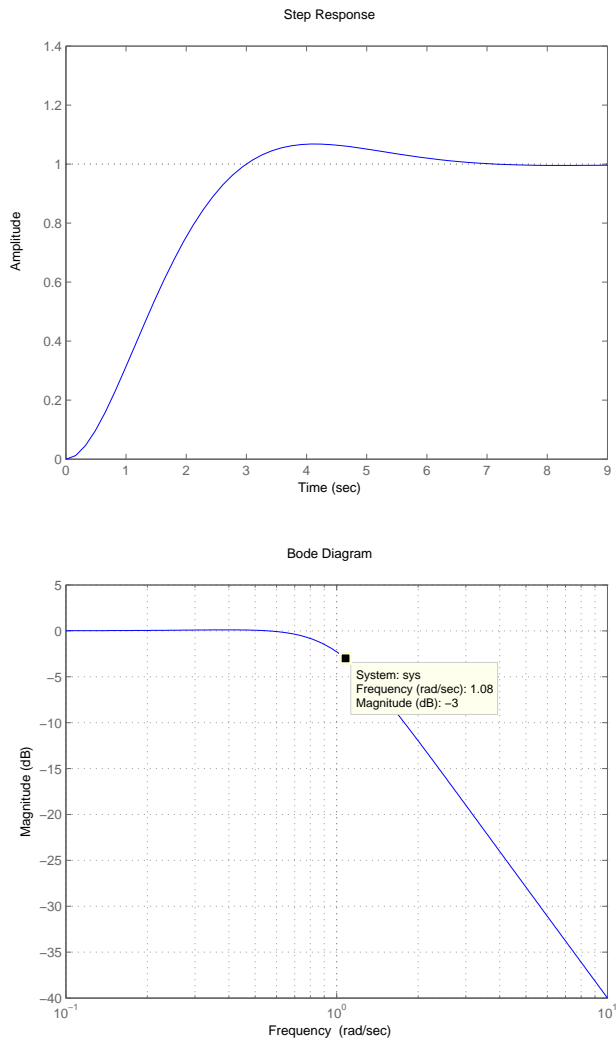 Step Response
1.4
1.2
1
0.8
0.6
0.4
0.2
0
0 1 2 3 4 5 6 7 8 9
Amplitude
Time (sec)
Bode Diagram
5
0
−5
−10
−15
−20
−25
−30
−35
−40
System: sys
Frequency (rad/sec): 1.08
Magnitude (dB): −3
Magnitude (dB)
10⁻¹ 10⁰ 10¹
Frequency (rad/sec)